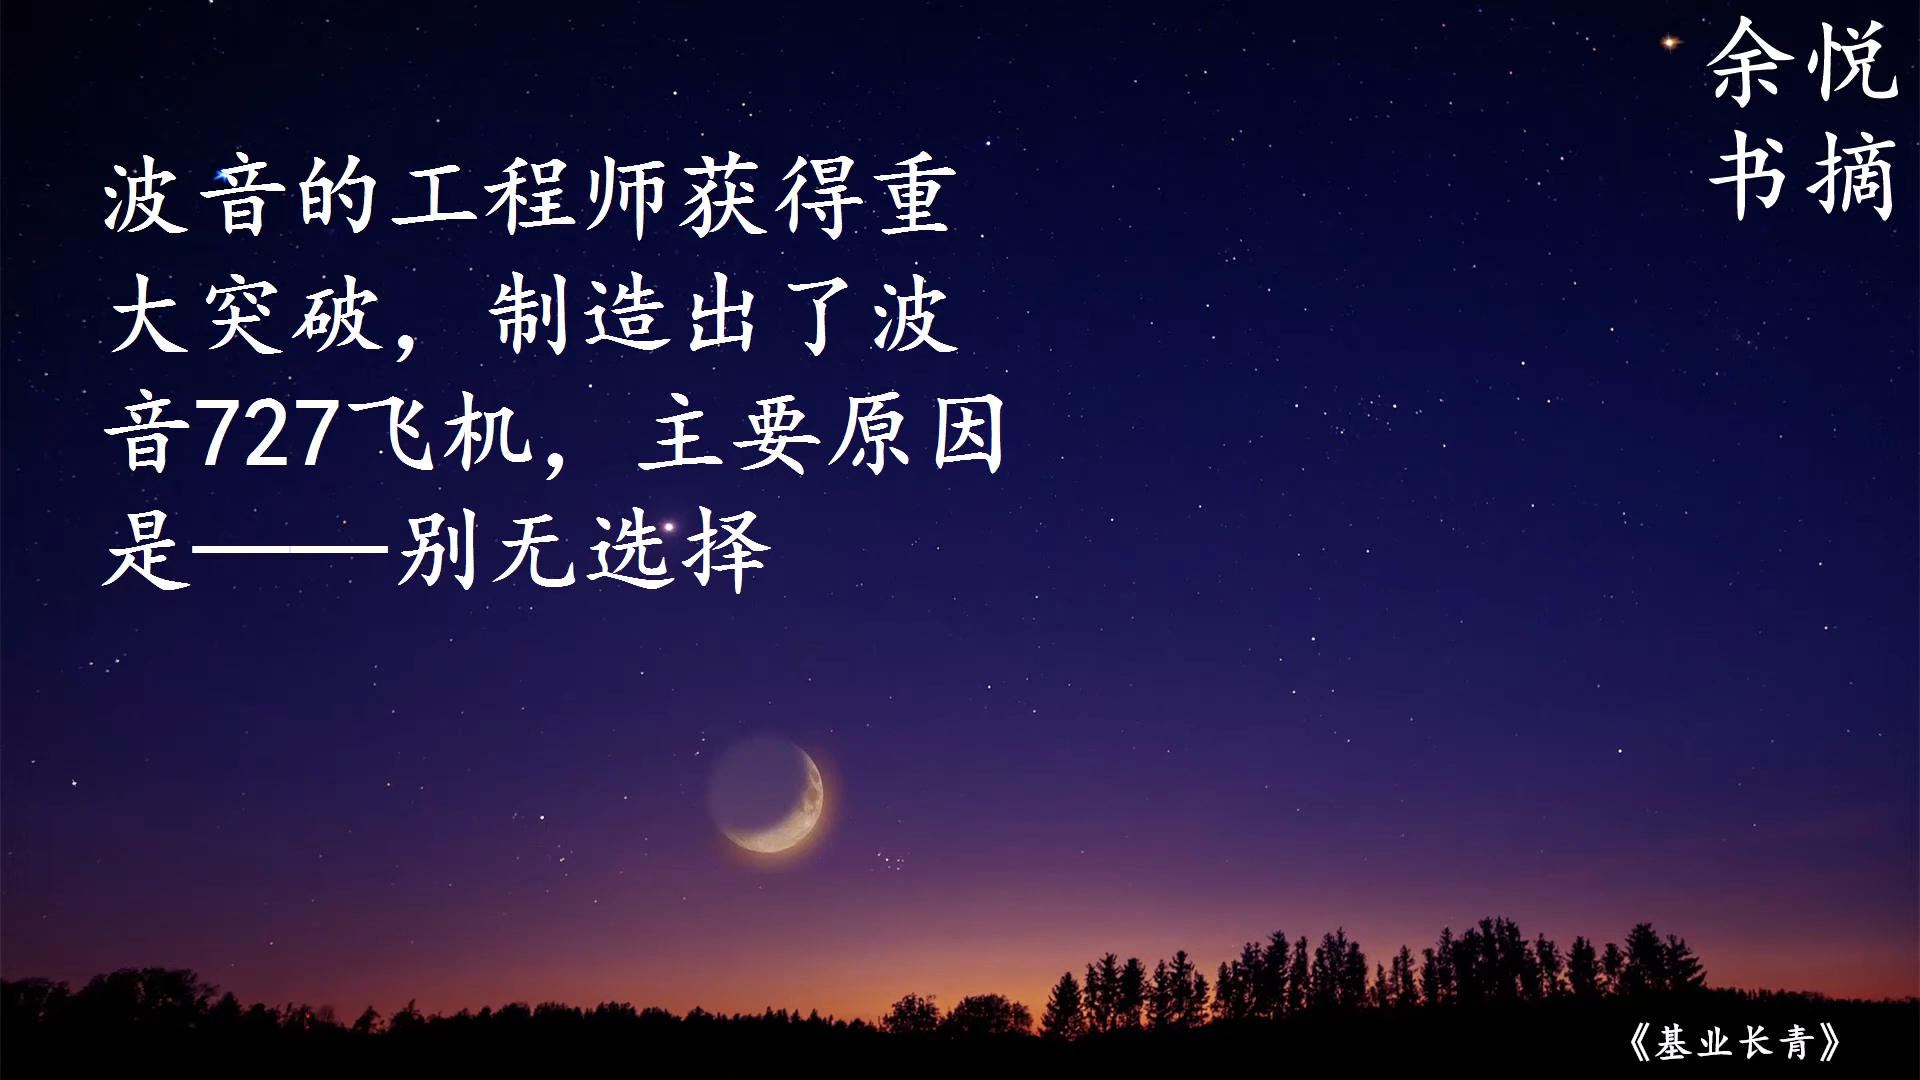 余悦
书摘
波音的工程师获得重
大突破，制造出了波
音727飞机，主要原因
是——别无选择
《基业长青》